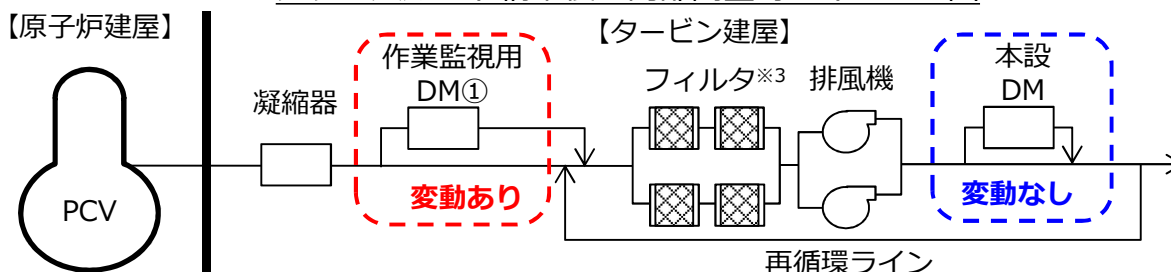 【原子炉建屋】
【タービン建屋】
作業監視用
DM①
凝縮器
フィルタ※3
排風機
本設
DM
PCV
変動あり
変動なし
再循環ライン